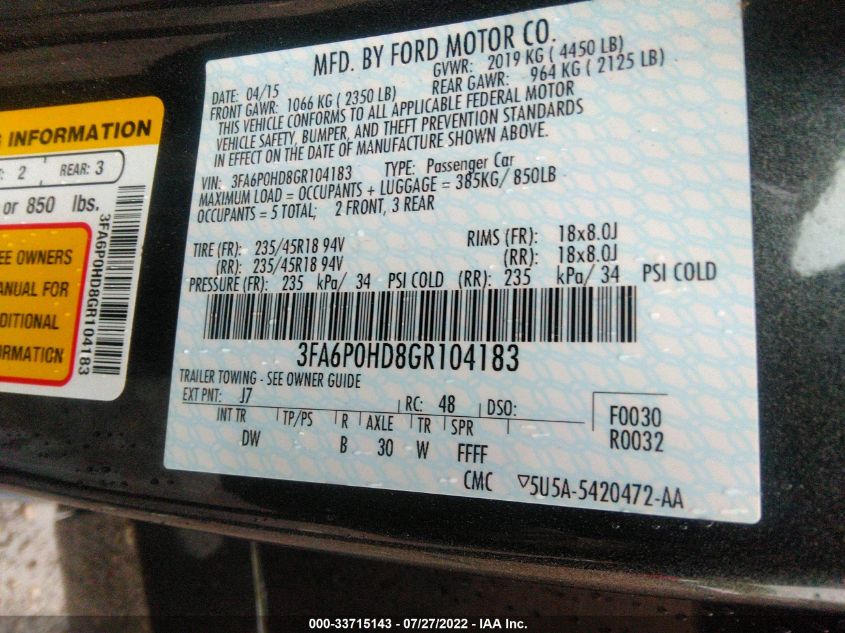 MFD. BY FORD MOTOR CO.
DATE: 04/15 GVWR: 2019 KG ( 4450 LB)
FRONT GAWR: 1066 KG ( 2350 LB) REAR GAWR: 964 KG ( 2125 LB)
THIS VEHICLE CONFORMS TO ALL APPLICABLE FEDERAL MOTOR
VEHICLE SAFETY, BUMPER, AND THEFT PREVENTION STANDARDS
IN EFFECT ON THE DATE OF MANUFACTURE SHOWN ABOVE.
VIN: 3FA6P0HD8GR104183 TYPE: Passenger Car
MAXIMUM LOAD = OCCUPANTS + LUGGAGE = 385KG/ 850LB
OCCUPANTS = 5 TOTAL; 2 FRONT, 3 REAR
TIRE (FR): 235/45R18 94V RIMS (FR): 18x8.0J
(RR): 235/45R18 94V (RR): 18x8.0J
PRESSURE (FR): 235 kPa/ 34 PSI COLD (RR): 235 kPa/ 34 PSI COLD
3FA6P0HD8GR104183
TRAILER TOWING - SEE OWNER GUIDE
EXT PNT: J7 RC: 48 DSO:
INT TR TP/PS R AXLE TR SPR F0030
DW B 30 W FFFF R0032
CMC ▽5U5A-5420472-AA
INFORMATION
2 REAR: 3
or 850 lbs.
OWNERS
FOR
3FA6P0HD8GR104183
000-33715143 - 07/27/2022 - IAA Inc.